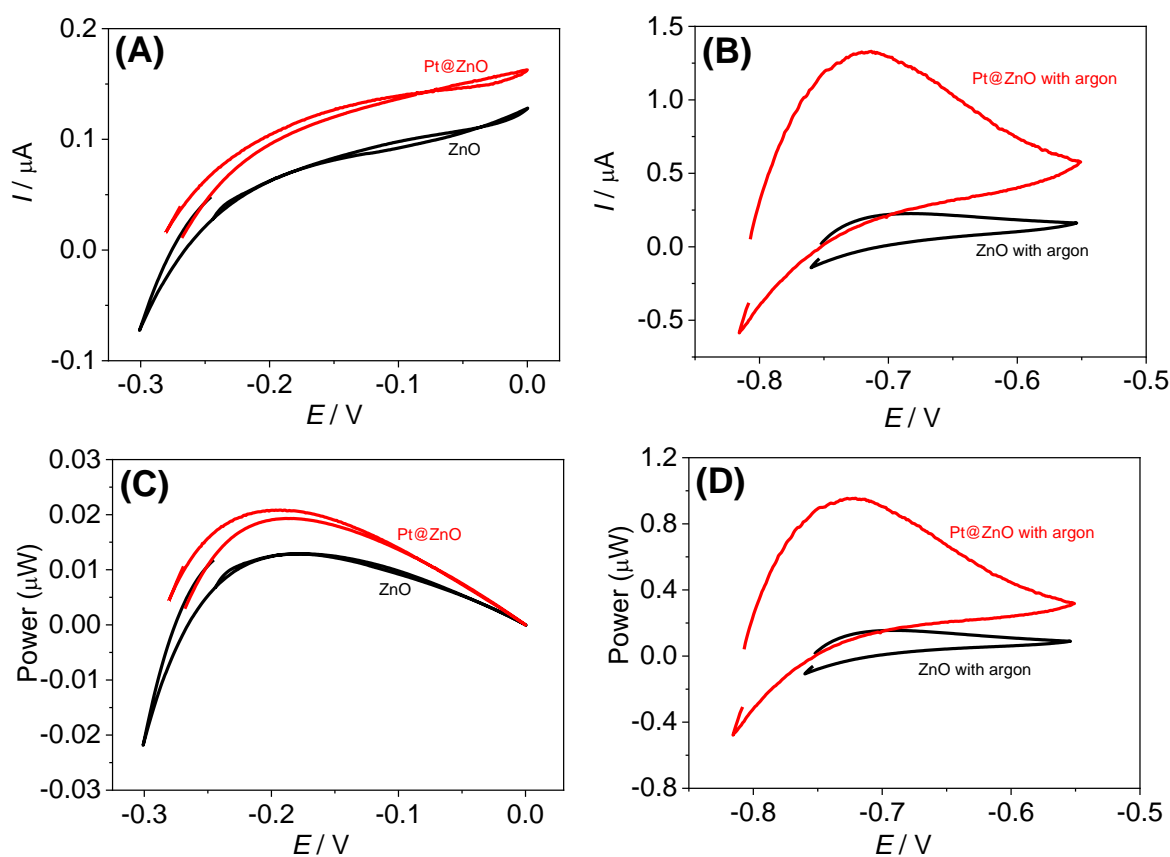 (A)
0.2
0.1
0.0
-0.1
I / μA
Pt@ZnO
ZnO
-0.3 -0.2 -0.1 0.0
E / V
(B)
1.5
1.0
0.5
0.0
-0.5
I / μA
Pt@ZnO with argon
ZnO with argon
-0.8 -0.7 -0.6 -0.5
E / V
(C)
0.03
0.02
0.01
0.00
-0.01
-0.02
-0.03
Power (μW)
Pt@ZnO
ZnO
-0.3 -0.2 -0.1 0.0
E / V
(D)
1.2
0.8
0.4
0.0
-0.4
-0.8
Power (μW)
Pt@ZnO with argon
ZnO with argon
-0.8 -0.7 -0.6 -0.5
E / V